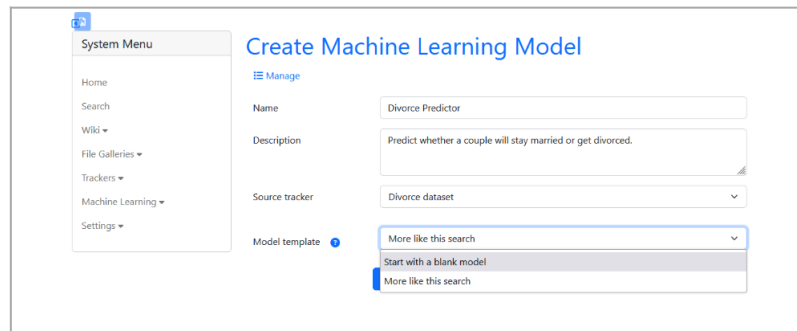 System Menu
Home
Search
Wiki
File Galleries
Trackers
Machine Learning
Settings
Create Machine Learning Model
Manage
Name
Divorce Predictor
Description
Predict whether a couple will stay married or get divorced.
Source tracker
Divorce dataset
Model template ?
More like this search
Start with a blank model
More like this search